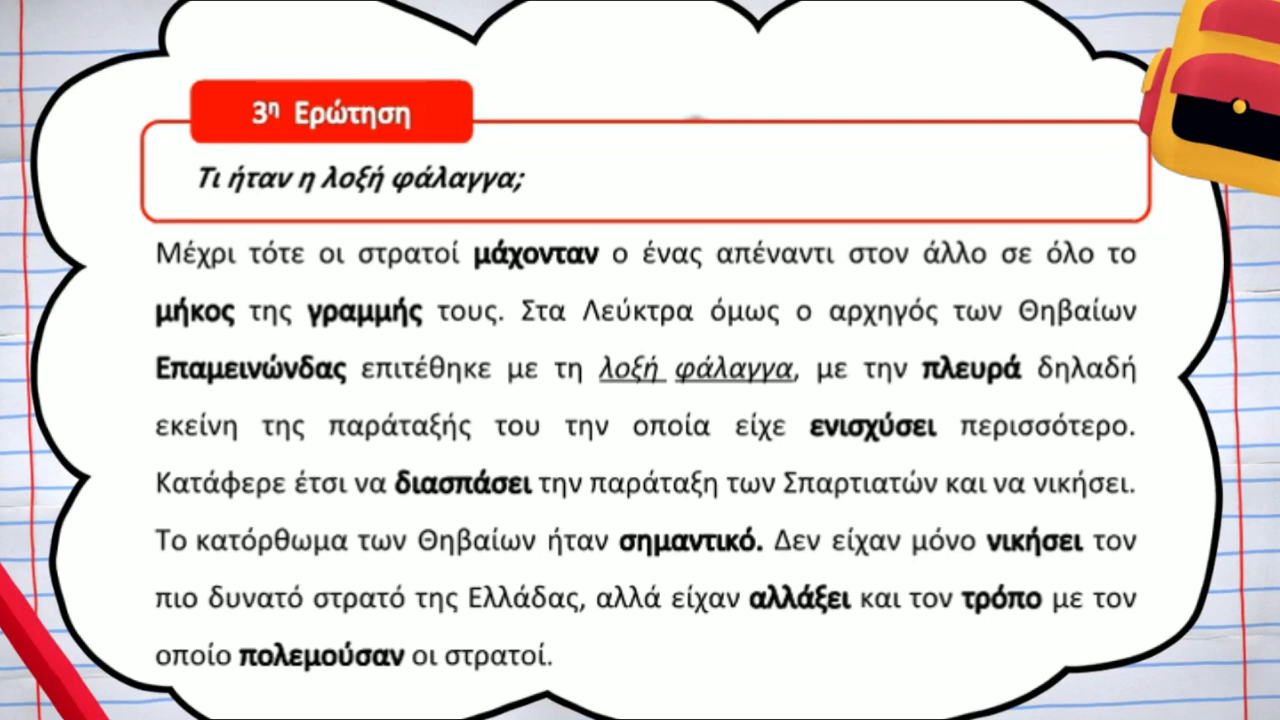 3η Ερώτηση
Τι ήταν η λοξή φάλαγγα;
Μέχρι τότε οι στρατοί μάχονταν ο ένας απέναντι στον άλλο σε όλο το
μήκος της γραμμής τους. Στα Λεύκτρα όμως ο αρχηγός των Θηβαίων
Επαμεινώνδας επιτέθηκε με τη λοξή φάλαγγα, με την πλευρά δηλαδή
εκείνη της παράταξής του την οποία είχε ενισχύσει περισσότερο.
Κατάφερε έτσι να διασπάσει την παράταξη των Σπαρτιατών και να νικήσει.
Το κατόρθωμα των Θηβαίων ήταν σημαντικό. Δεν είχαν μόνο νικήσει τον
πιο δυνατό στρατό της Ελλάδας, αλλά είχαν αλλάξει και τον τρόπο με τον
οποίο πολεμούσαν οι στρατοί.